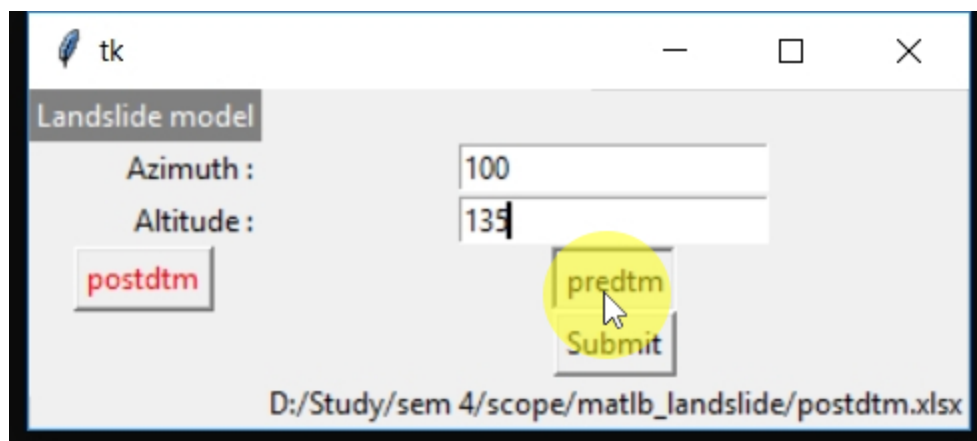 tk
Landslide model
Azimuth : 100
Altitude : 135
postdtm predtm
Submit
D:/Study/sem 4/scope/matlb_landslide/postdtm.xlsx